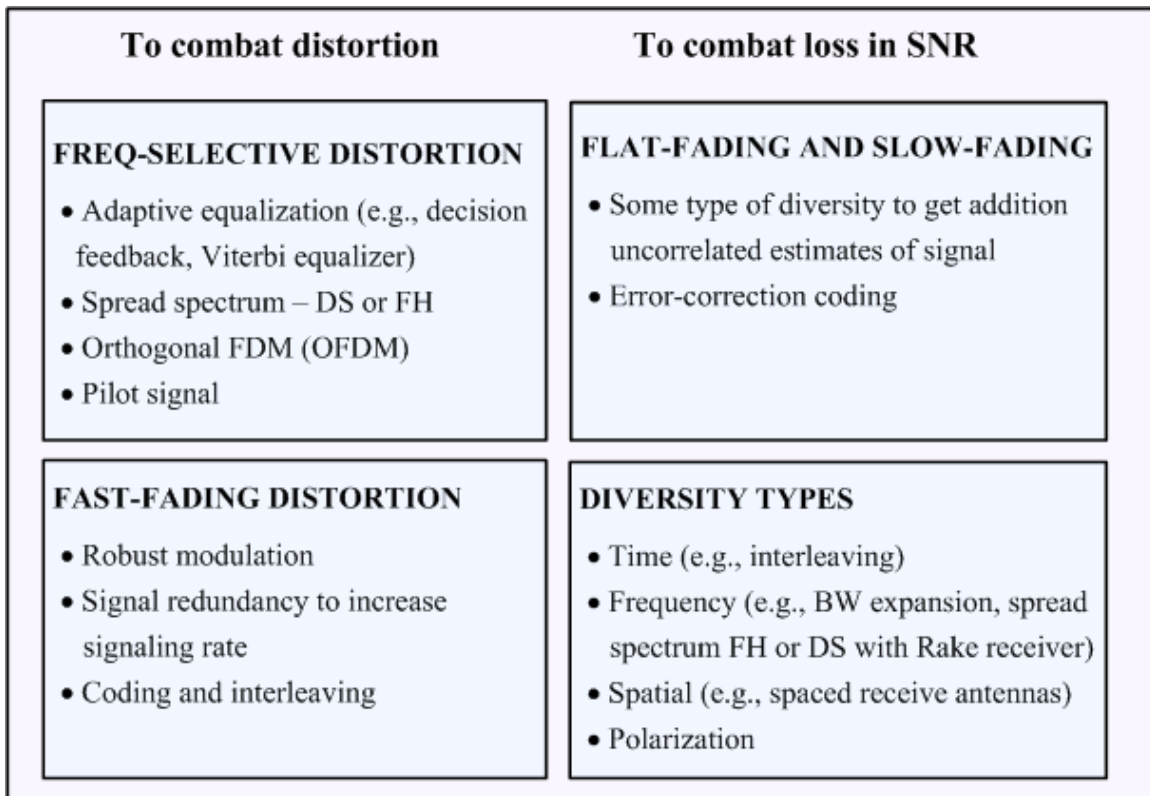 To combat distortion
To combat loss in SNR
FREQ-SELECTIVE DISTORTION
• Adaptive equalization (e.g., decision
feedback, Viterbi equalizer)
• Spread spectrum – DS or FH
• Orthogonal FDM (OFDM)
• Pilot signal
FLAT-FADING AND SLOW-FADING
• Some type of diversity to get addition
uncorrelated estimates of signal
• Error-correction coding
FAST-FADING DISTORTION
• Robust modulation
• Signal redundancy to increase
signaling rate
• Coding and interleaving
DIVERSITY TYPES
• Time (e.g., interleaving)
• Frequency (e.g., BW expansion, spread
spectrum FH or DS with Rake receiver)
• Spatial (e.g., spaced receive antennas)
• Polarization